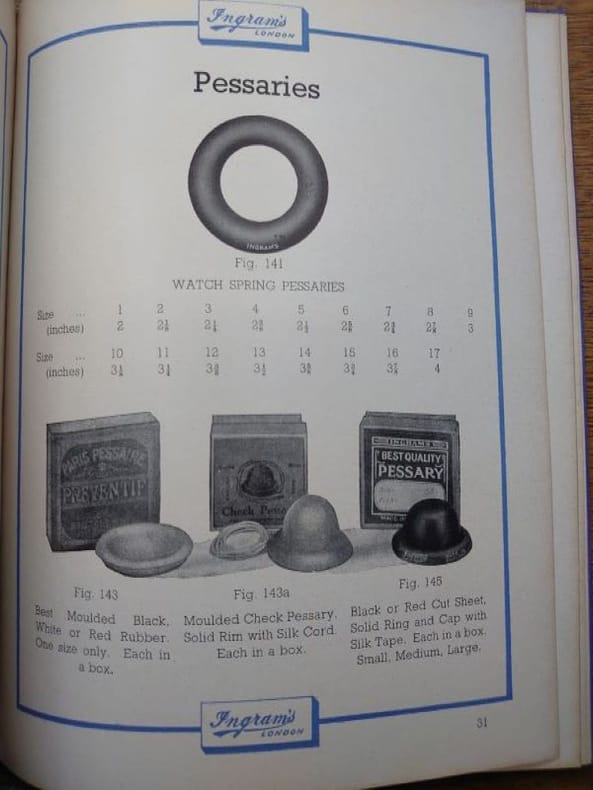 Ingram's
LONDON
Pessaries
INGRAM'S
Fig. 141
WATCH SPRING PESSARIES
Size ... 1 2 3 4 5 6 7 8 9
(inches) 2 2⅛ 2¼ 2⅜ 2½ 2⅝ 2¾ 2⅞ 3
Size ... 10 11 12 13 14 15 16 17
(inches) 3⅛ 3¼ 3⅜ 3½ 3⅝ 3¾ 3⅞ 4
PARIS PESSAIRE
PREVENTIF
Check Pessa
INGRAM'S
BEST QUALITY
PESSARY
MADE
Fig. 143
Best Moulded Black,
White or Red Rubber.
One size only. Each in
a box.
Fig. 143a
Moulded Check Pessary.
Solid Rim with Silk Cord.
Each in a box.
Fig. 145
Black or Red Cut Sheet,
Solid Ring and Cap with
Silk Tape. Each in a box.
Small, Medium, Large.
Ingram's
LONDON
31